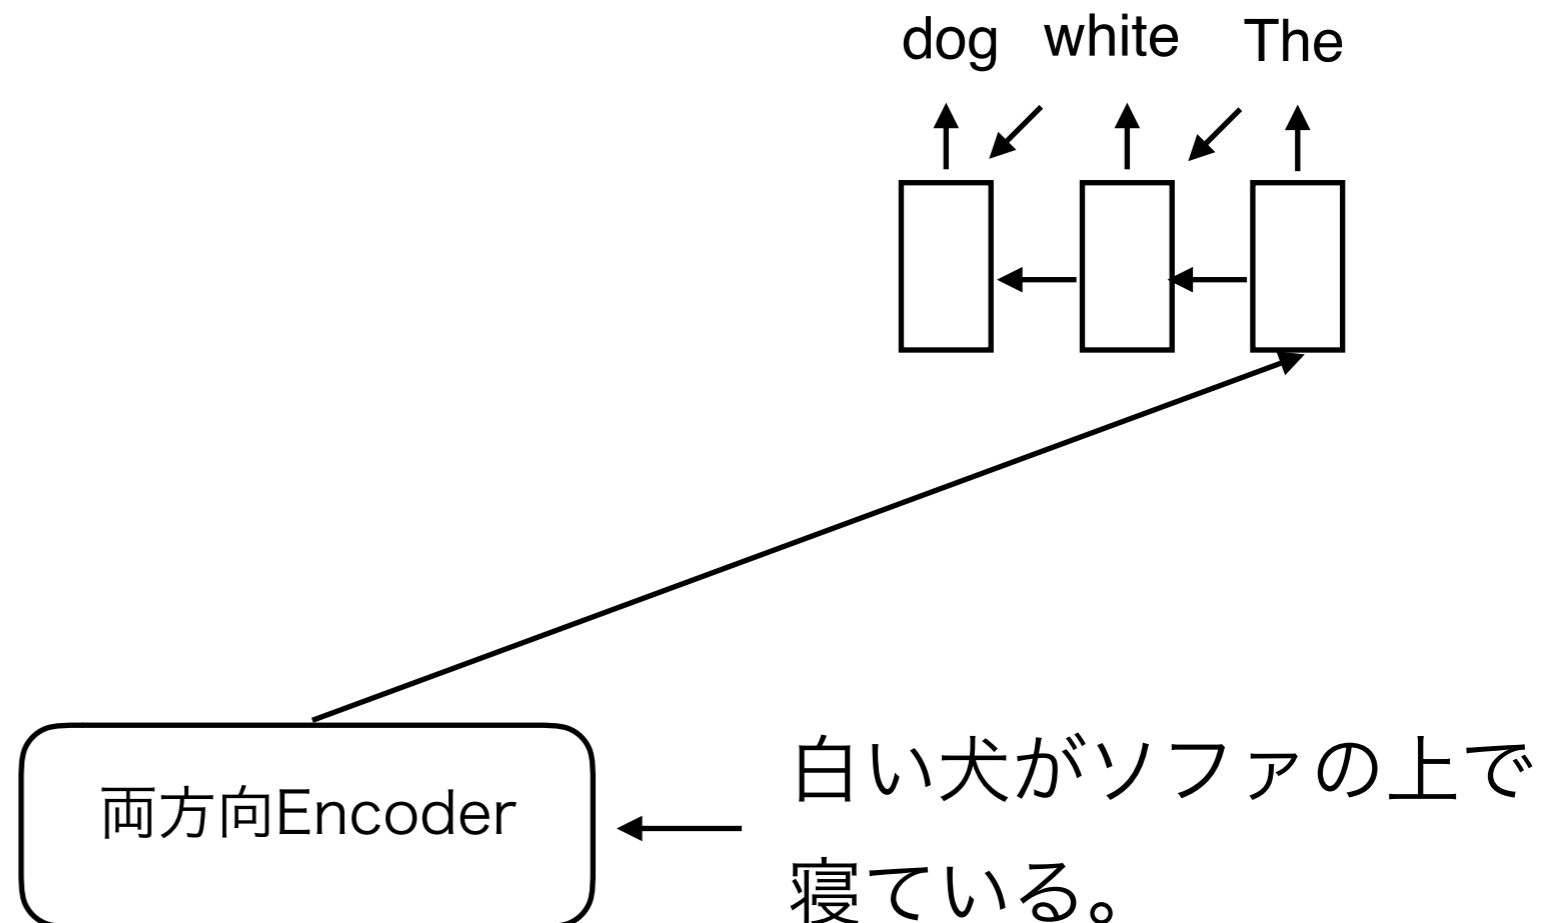 dog white The
両方向Encoder
白い犬がソファの上で
寝ている。